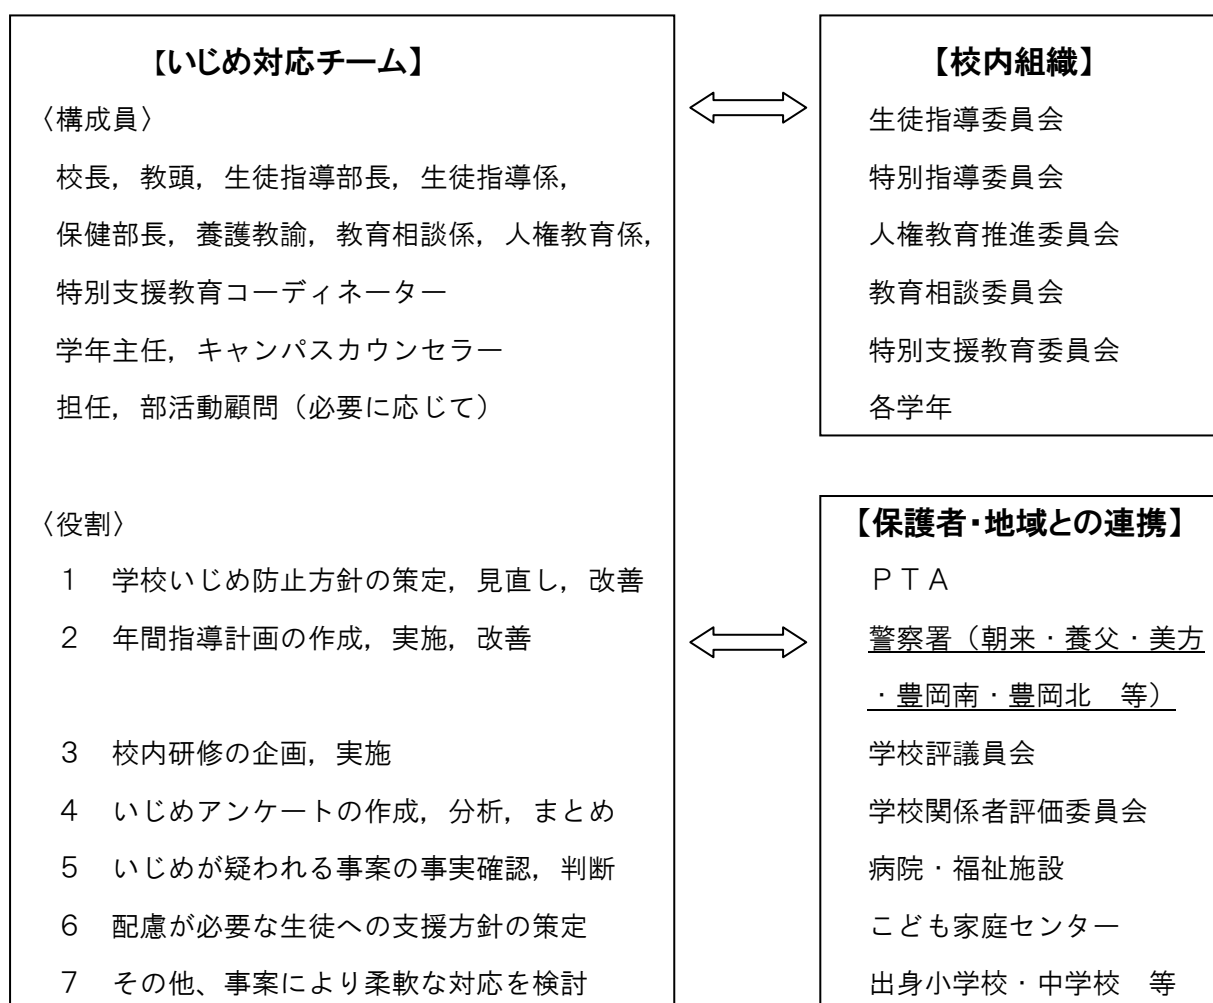 【いじめ対応チーム】
〈構成員〉
校長，教頭，生徒指導部長，生徒指導係，
保健部長，養護教諭，教育相談係，人権教育係，
特別支援教育コーディネーター
学年主任，キャンパスカウンセラー
担任，部活動顧問（必要に応じて）
〈役割〉
１　学校いじめ防止方針の策定，見直し，改善
２　年間指導計画の作成，実施，改善
３　校内研修の企画，実施
４　いじめアンケートの作成，分析，まとめ
５　いじめが疑われる事案の事実確認，判断
６　配慮が必要な生徒への支援方針の策定
７　その他、事案により柔軟な対応を検討
【校内組織】
生徒指導委員会
特別指導委員会
人権教育推進委員会
教育相談委員会
特別支援教育委員会
各学年
【保護者・地域との連携】
ＰＴＡ
警察署（朝来・養父・美方
・豊岡南・豊岡北　等）
学校評議員会
学校関係者評価委員会
病院・福祉施設
こども家庭センター
出身小学校・中学校　等